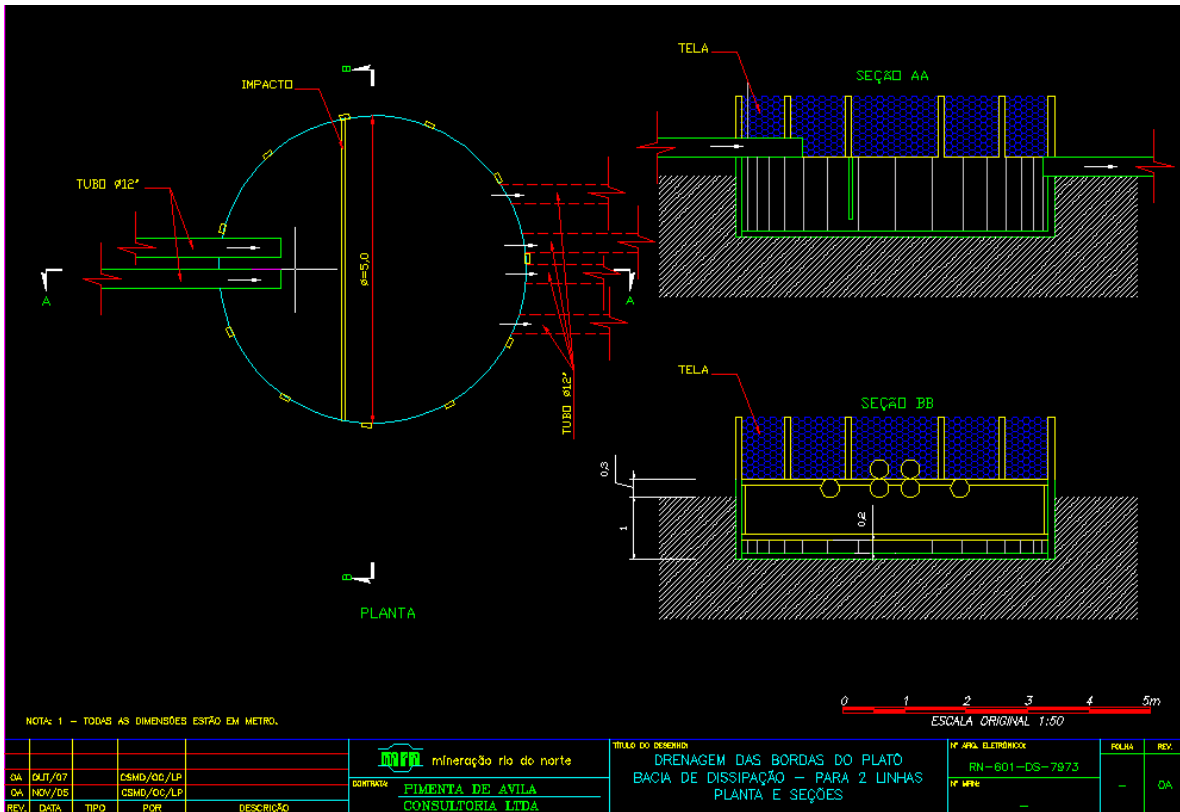 B
IMPACTO
TUBO Ø12"
A
ø=5,0
A
TUBO Ø12"
B
PLANTA
TELA
SEÇÃO AA
TELA
SEÇÃO BB
0,3
1
0,2
0 1 2 3 4 5m
ESCALA ORIGINAL 1:50
NOTA: 1 - TODAS AS DIMENSÕES ESTÃO EM METRO.
0A OUT/07 CSMD/OC/LP
0A NOV/05 CSMD/OC/LP
REV. DATA TIPO POR DESCRIÇÃO
mrn mineração rio do norte
CONTRATA: PIMENTA DE AVILA
CONSULTORIA LTDA
TÍTULO DO DESENHO:
DRENAGEM DAS BORDAS DO PLATÔ
BACIA DE DISSIPAÇÃO - PARA 2 LINHAS
PLANTA E SEÇÕES
Nº ARQ. ELETRÔNICO:
RN-601-DS-7973
Nº MRN:
-
FOLHA
-
REV.
0A